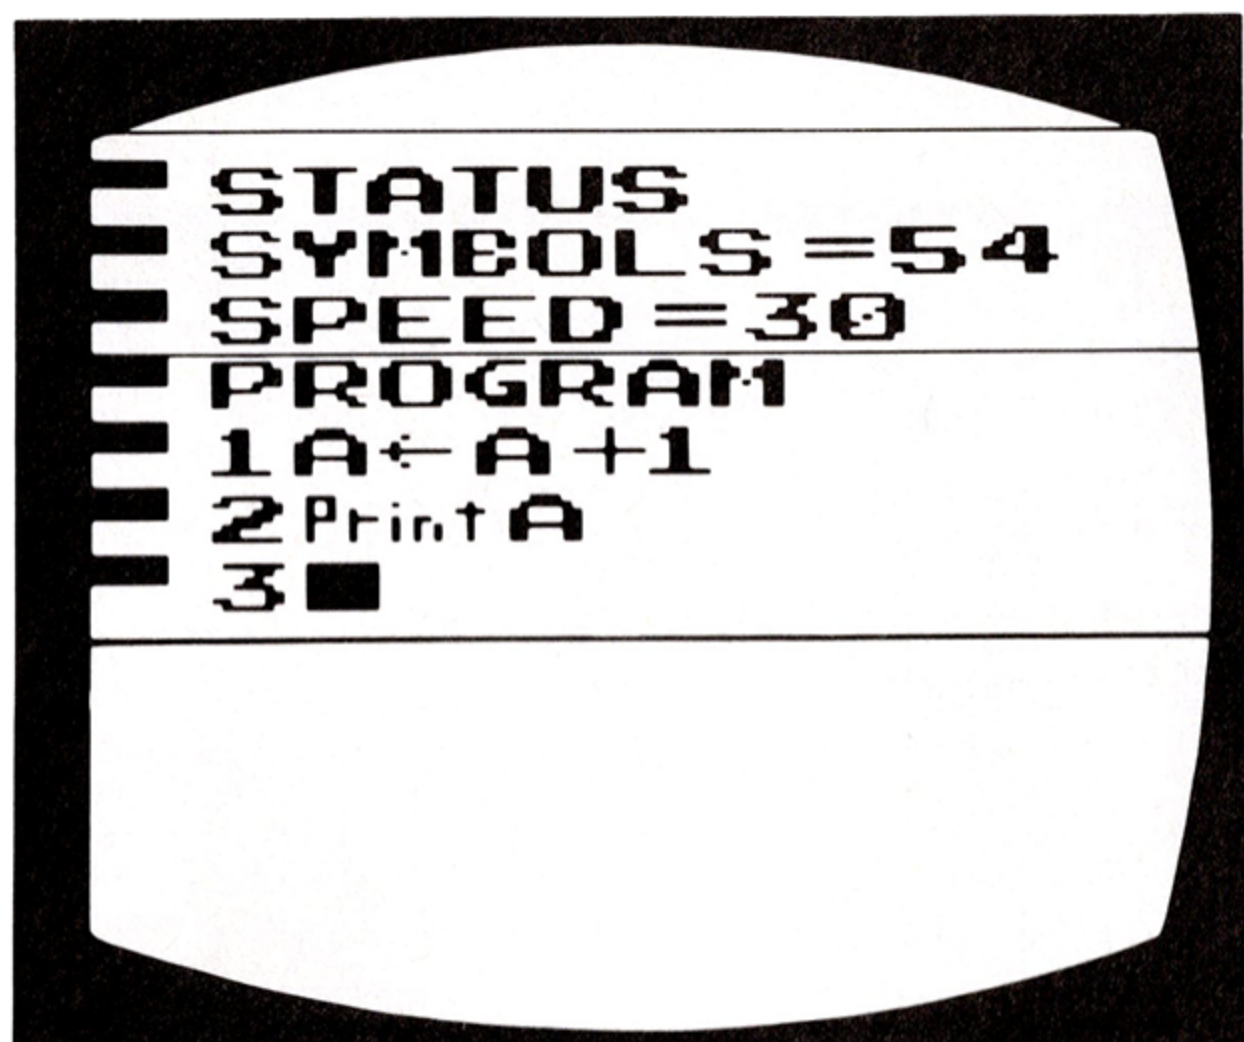 STATUS
SYMBOLS=54
SPEED=30
PROGRAM
1A←A+1
2PrintA
3